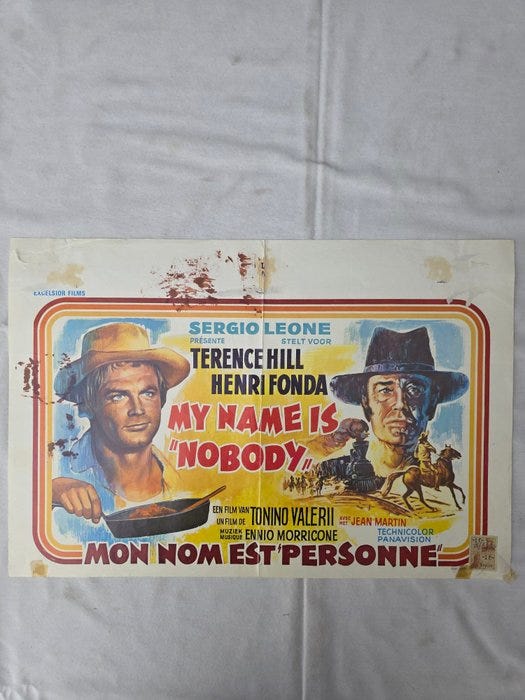 EXCELSIOR FILMS
SERGIO LEONE
PRÉSENTE STELT VOOR
TERENCE HILL
HENRI FONDA
MY NAME IS
"NOBODY"
EEN FILM VAN
UN FILM DE
TONINO VALERII
MUZIEK
MUSIQUE
ENNIO MORRICONE
AVEC
MET
JEAN MARTIN
TECHNICOLOR
PANAVISION
"MON NOM EST PERSONNE"